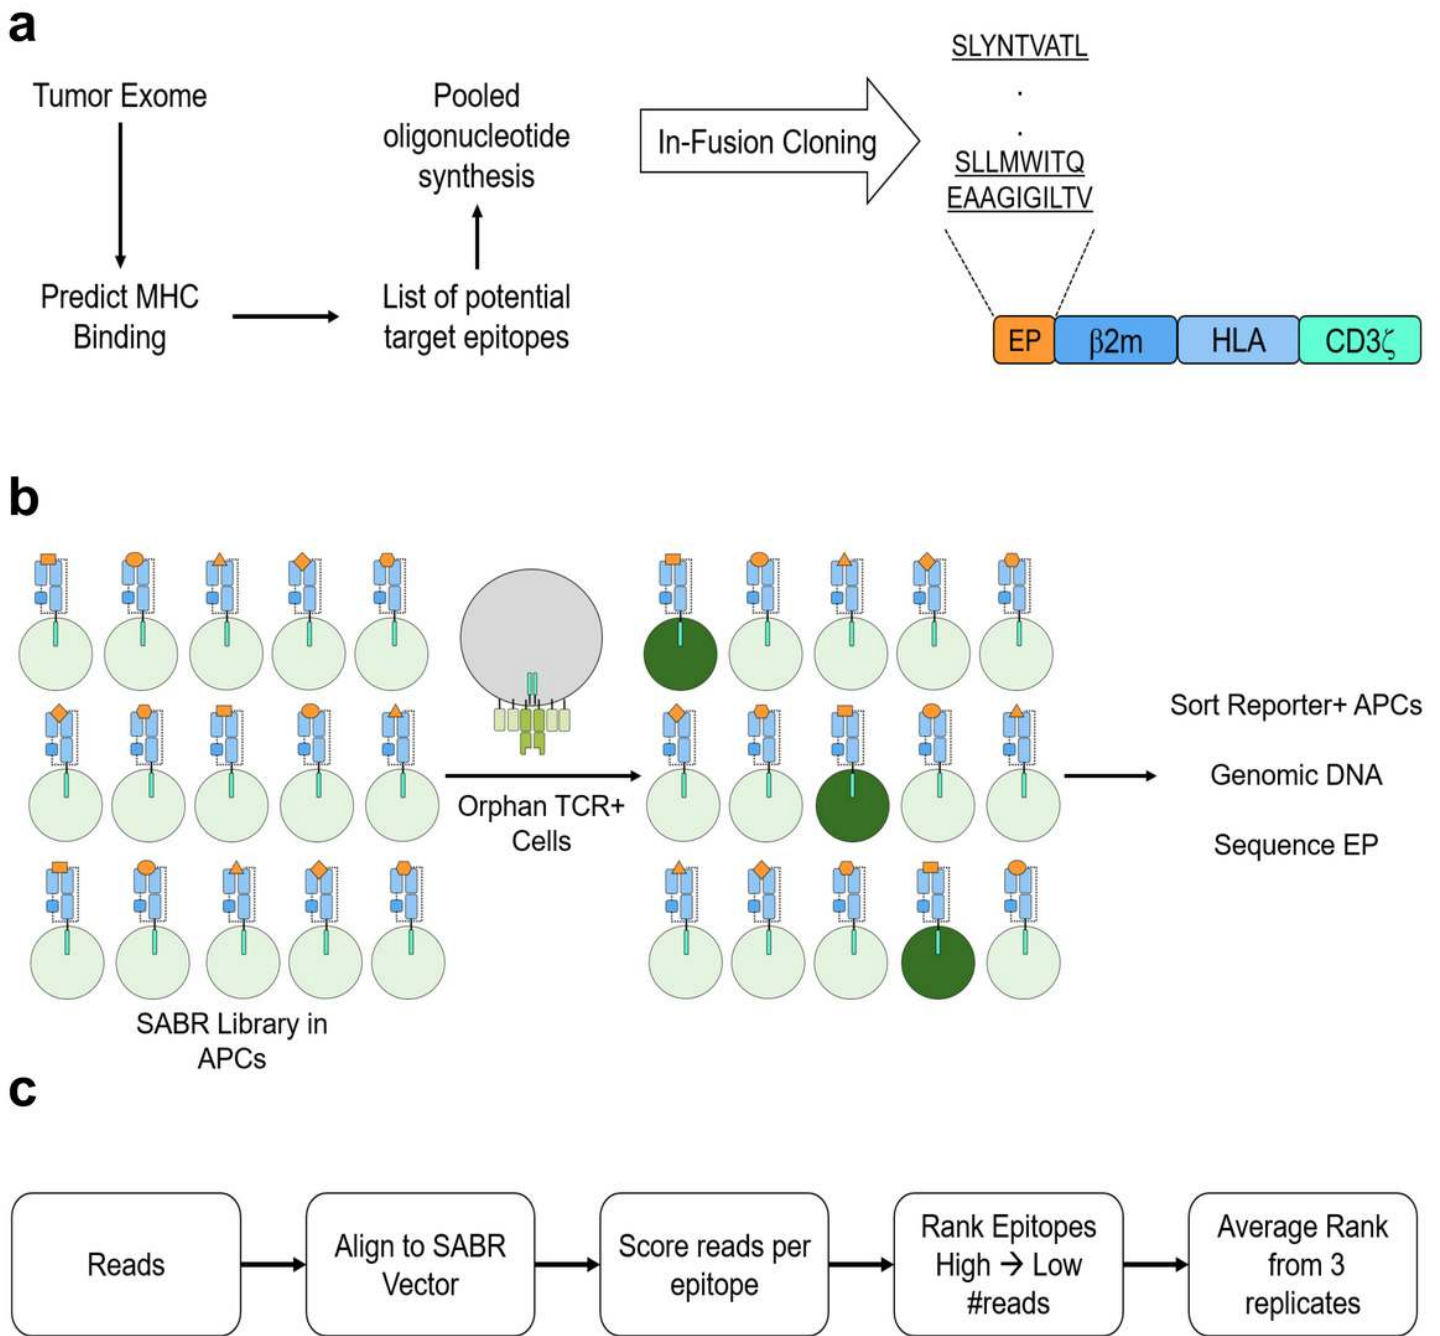 a
Tumor Exome
Predict MHC
Binding
Pooled
oligonucleotide
synthesis
List of potential
target epitopes
In-Fusion Cloning
SLYNTVATL
.
.
SLLMWITQ
EAAGIGILTV
EP
β2m
HLA
CD3ζ
b
Orphan TCR+
Cells
SABR Library in
APCs
Sort Reporter+ APCs
Genomic DNA
Sequence EP
c
Reads
Align to SABR
Vector
Score reads per
epitope
Rank Epitopes
High → Low
#reads
Average Rank
from 3
replicates